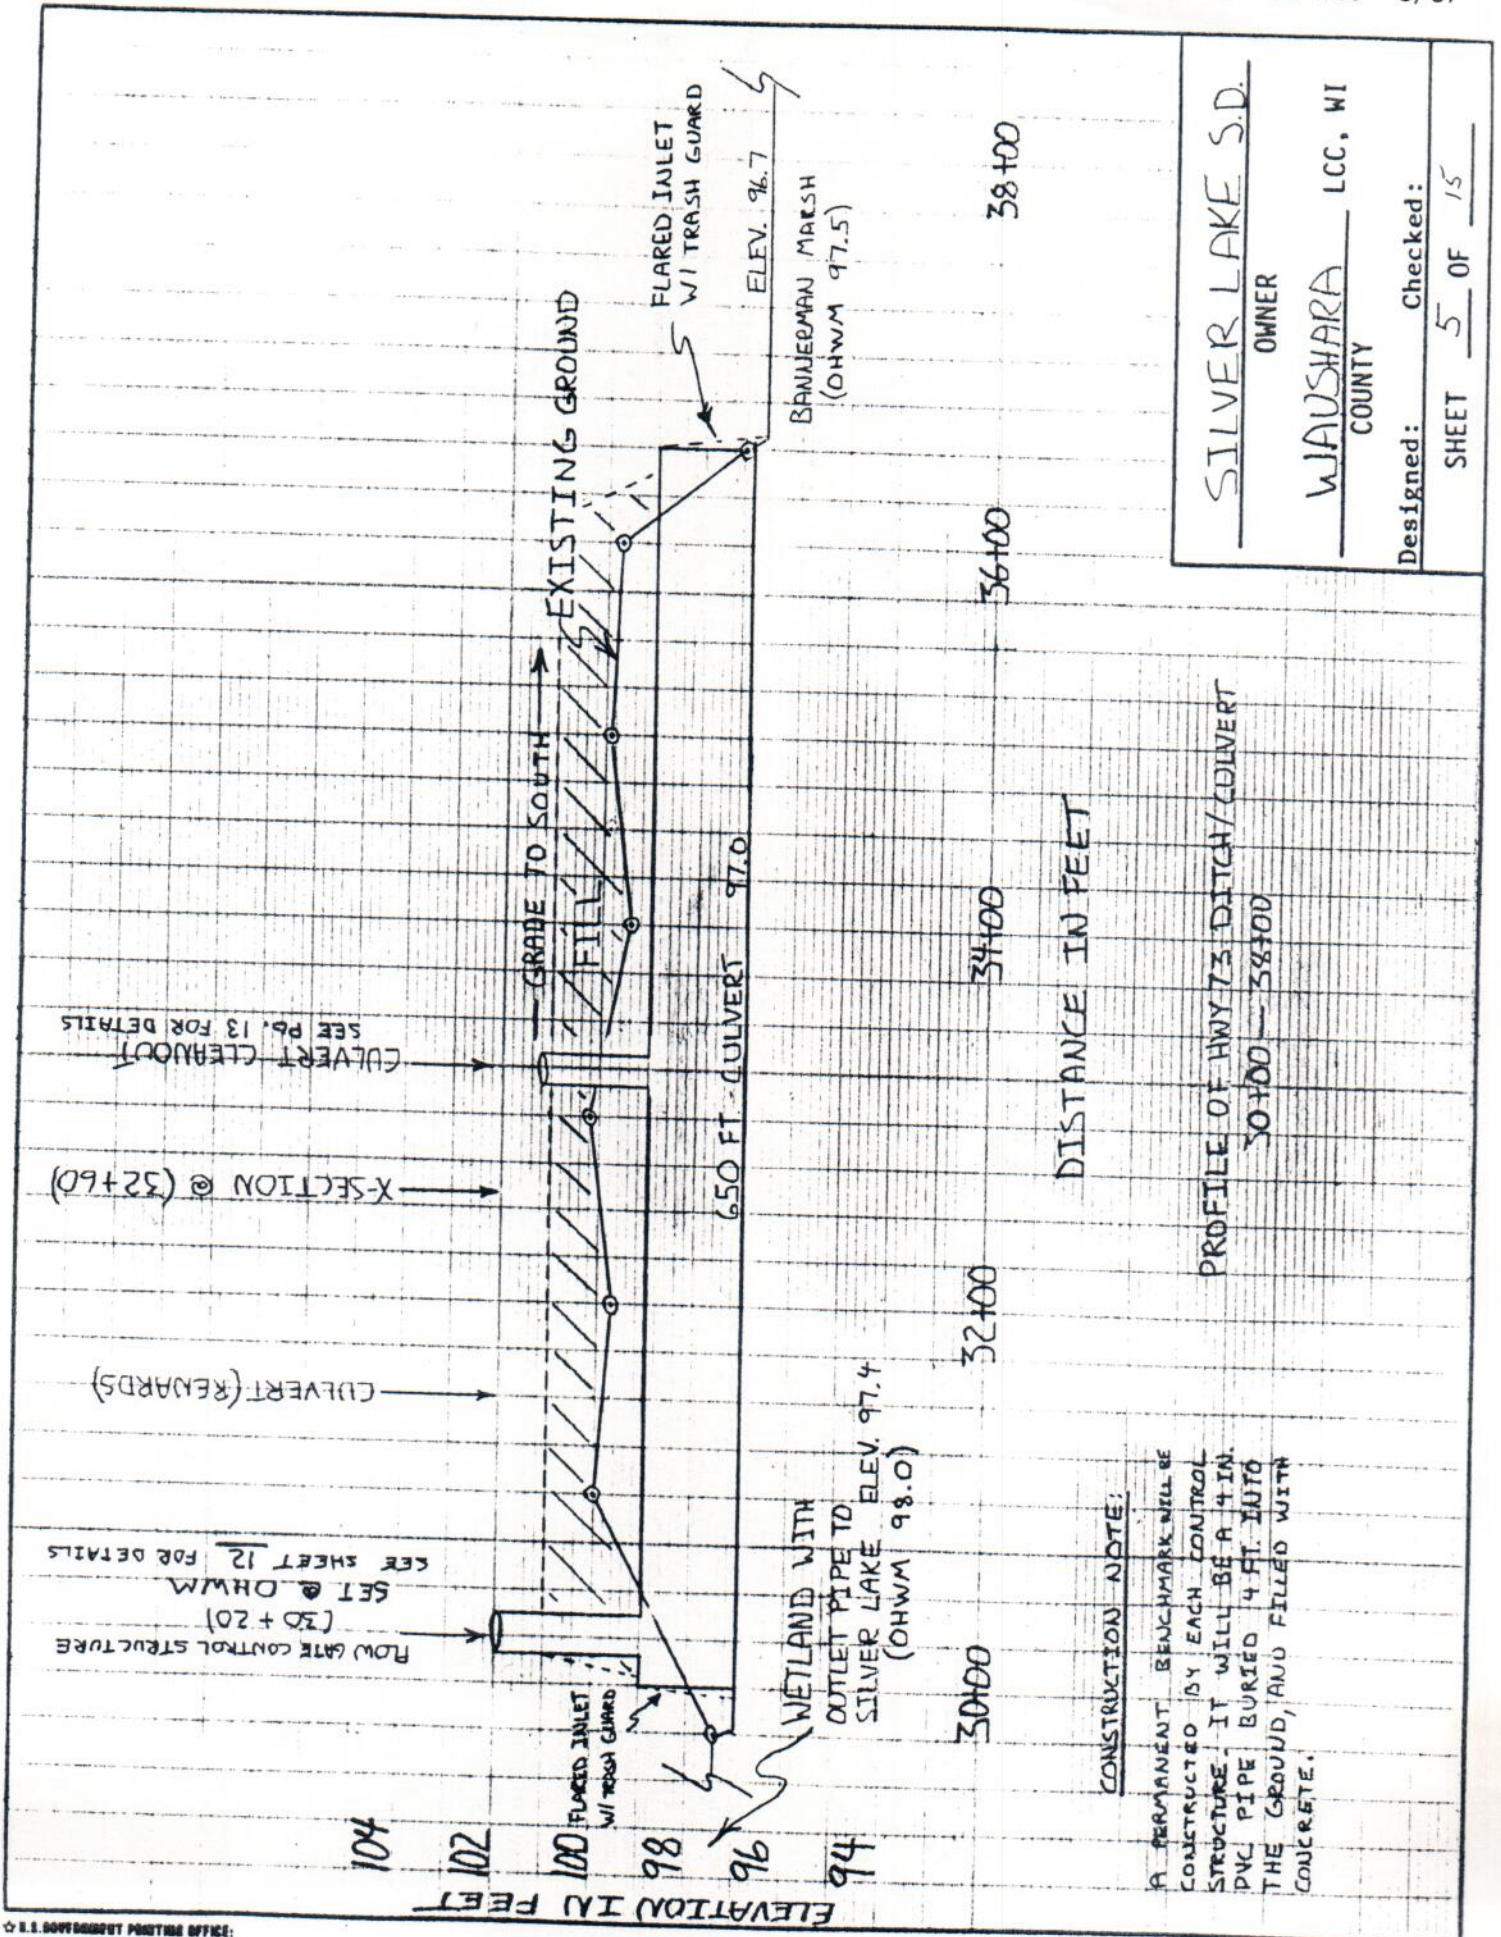 FLOW GATE CONTROL STRUCTURE
(30+20)
SET @ OHWM
SEE SHEET 12 FOR DETAILS
CULVERT (RENARDS)
X-SECTION @ (32+60)
CULVERT CLEANOUT
SEE PG. 13 FOR DETAILS
ELEVATION IN FEET
104
102
100
98
96
94
FLARED INLET
W/ TRASH GUARD
GRADE TO SOUTH
FILL
EXISTING GROUND
FLARED INLET
W/ TRASH GUARD
ELEV. 96.7
BANNERMAN MARSH
(OHWM 97.5)
650 FT. CULVERT 97.0
WETLAND WITH
OUTLET PIPE TO
SILVER LAKE ELEV. 97.4
(OHWM 98.0)
30+00
32+00
34+00
36+00
38+00
DISTANCE IN FEET
CONSTRUCTION NOTE:
A PERMANENT BENCHMARK WILL BE
CONSTRUCTED BY EACH CONTROL
STRUCTURE. IT WILL BE A 4 IN.
PVC PIPE BURIED 4 FT. INTO
THE GROUND, AND FILLED WITH
CONCRETE.
PROFILE OF HWY 73 DITCH/CULVERT
30+00 — 38+00
SILVER LAKE S.D.
OWNER
WAUSHARA LCC, WI
COUNTY
Designed: Checked:
SHEET 5 OF 15
☆ U.S. GOVERNMENT PRINTING OFFICE: